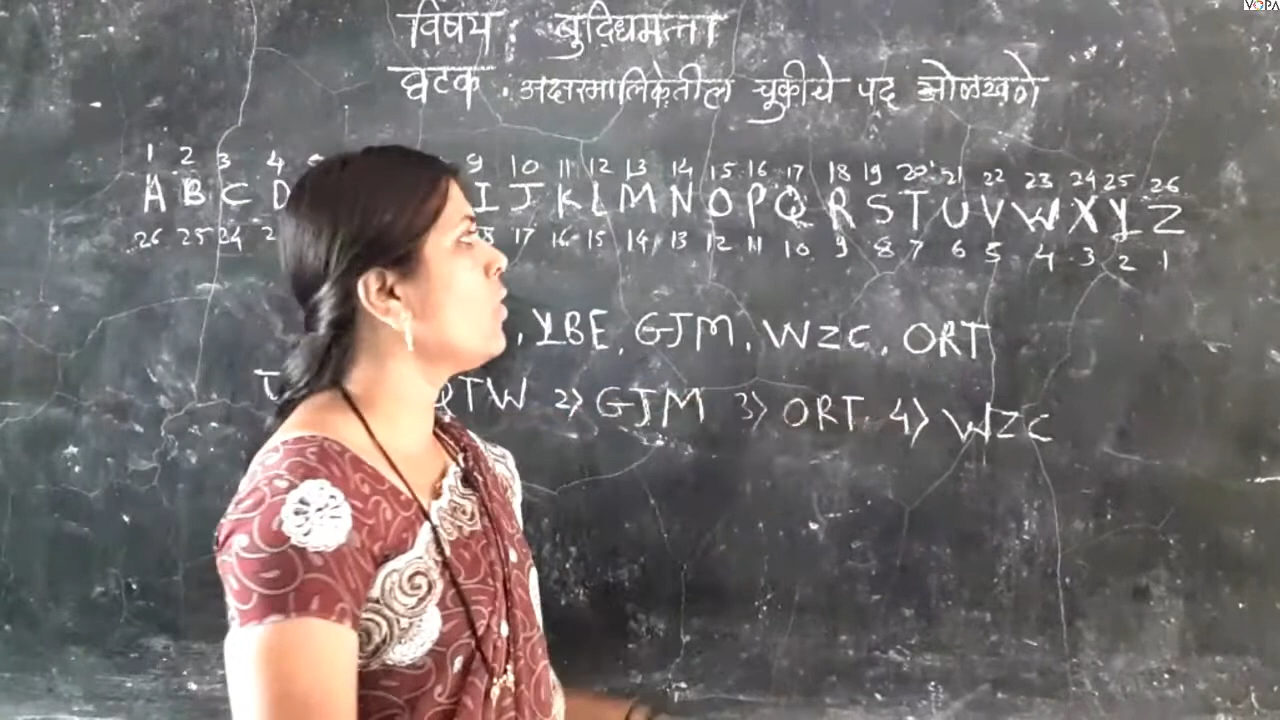 VOPA
विषय : बुद्धिमत्ता
घटक : अक्षरमालिकेतील चुकीचे पद ओळखणे
1 2 3 4 9 10 11 12 13 14 15 16 17 18 19 20 21 22 23 24 25 26
A B C D I J K L M N O P Q R S T U V W X Y Z
26 25 24 17 16 15 14 13 12 11 10 9 8 7 6 5 4 3 2 1
, YBE, GJM, WZC, ORT
QTW 2) GJM 3) ORT 4) WZC